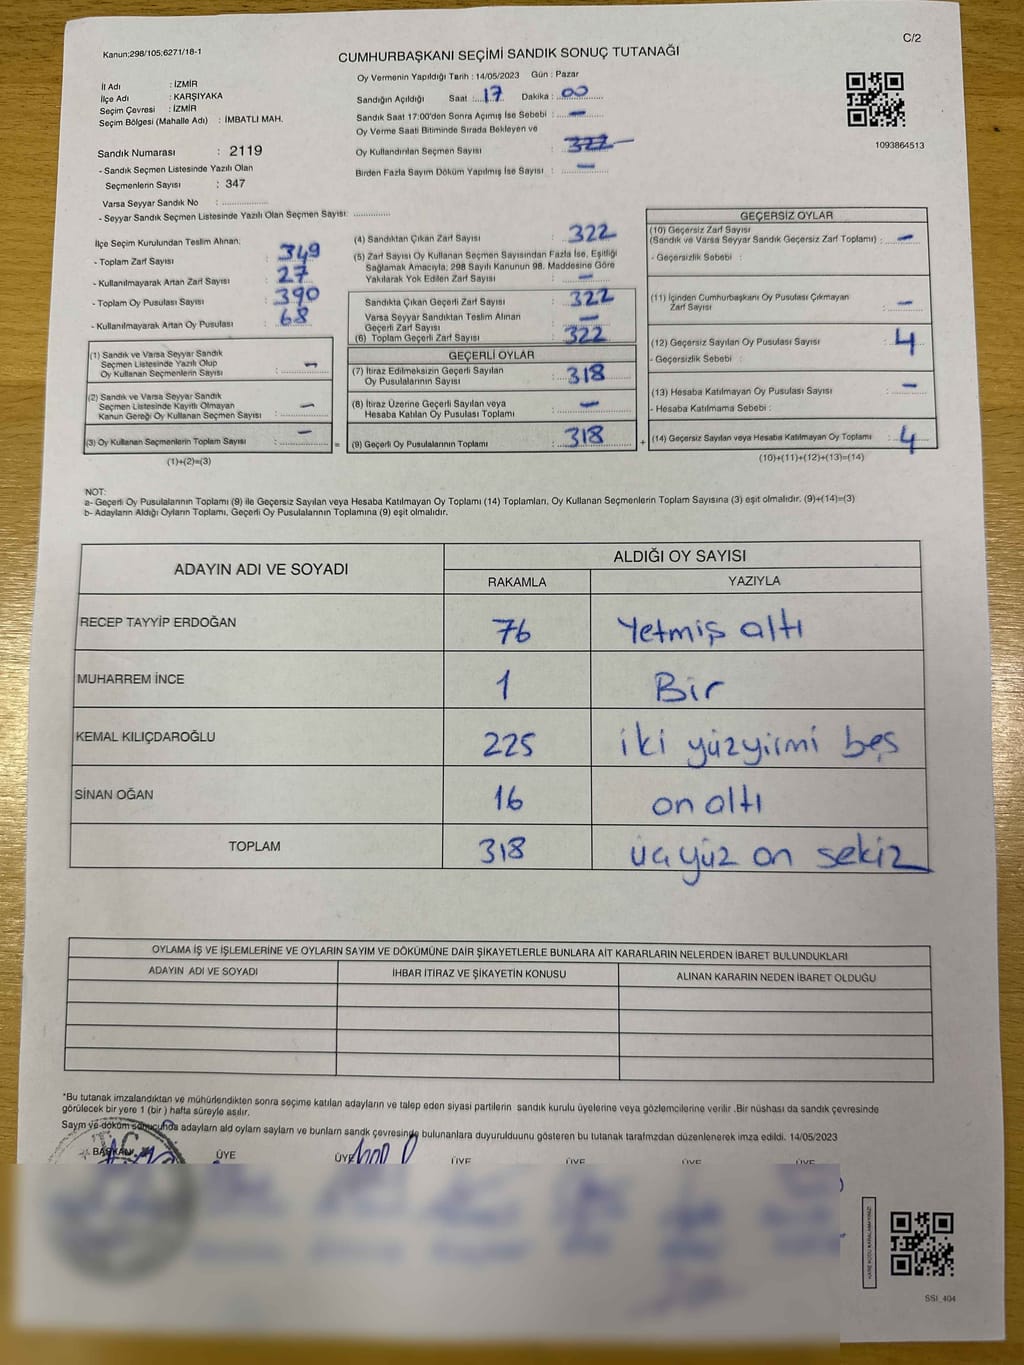 Kanun;298/105;6271/18-1
C/2
CUMHURBAŞKANI SEÇİMİ SANDIK SONUÇ TUTANAĞI
İl Adı : İZMİR
İlçe Adı : KARŞIYAKA
Seçim Çevresi : İZMİR
Seçim Bölgesi (Mahalle Adı) : İMBATLI MAH.
Sandık Numarası : 2119
- Sandık Seçmen Listesinde Yazılı Olan
Seçmenlerin Sayısı : 347
Varsa Seyyar Sandık No : ................
- Seyyar Sandık Seçmen Listesinde Yazılı Olan Seçmen Sayısı: ............
Oy Vermenin Yapıldığı Tarih : 14/05/2023 Gün : Pazar
Sandığın Açıldığı Saat : 17 Dakika : 00
Sandık Saat 17:00'den Sonra Açımış İse Sebebi : -
Oy Verme Saati Bitiminde Sırada Bekleyen ve
Oy Kullandırılan Seçmen Sayısı : 322
Birden Fazla Sayım Döküm Yapılmış İse Sayısı : -
1093864513
İlçe Seçim Kurulundan Teslim Alınan;
- Toplam Zarf Sayısı : 349
- Kullanılmayarak Artan Zarf Sayısı : 27
- Toplam Oy Pusulası Sayısı : 390
- Kullanılmayarak Artan Oy Pusulası : 68
(1) Sandık ve Varsa Seyyar Sandık
Seçmen Listesinde Yazılı Olup
Oy Kullanan Seçmenlerin Sayısı : -
(2) Sandık ve Varsa Seyyar Sandık
Seçmen Listesinde Kayıtlı Olmayan
Kanun Gereği Oy Kullanan Seçmen Sayısı : -
(3) Oy Kullanan Seçmenlerin Toplam Sayısı : -
(1)+(2)=(3)
(4) Sandıktan Çıkan Zarf Sayısı : 322
(5) Zarf Sayısı Oy Kullanan Seçmen Sayısından Fazla İse, Eşitliği
Sağlamak Amacıyla; 298 Sayılı Kanunun 98. Maddesine Göre
Yakılarak Yok Edilen Zarf Sayısı : -
Sandıkta Çıkan Geçerli Zarf Sayısı : 322
Varsa Seyyar Sandıktan Teslim Alınan
Geçerli Zarf Sayısı : -
(6) Toplam Geçerli Zarf Sayısı : 322
GEÇERLİ OYLAR
(7) İtiraz Edilmeksizin Geçerli Sayılan
Oy Pusulalarının Sayısı : 318
(8) İtiraz Üzerine Geçerli Sayılan veya
Hesaba Katılan Oy Pusulası Toplamı : -
= (9) Geçerli Oy Pusulalarının Toplamı : 318 +
GEÇERSİZ OYLAR
(10) Geçersiz Zarf Sayısı
(Sandık ve Varsa Seyyar Sandık Geçersiz Zarf Toplamı) : -
- Geçersizlik Sebebi :
(11) İçinden Cumhurbaşkanı Oy Pusulası Çıkmayan
Zarf Sayısı : -
(12) Geçersiz Sayılan Oy Pusulası Sayısı : 4
- Geçersizlik Sebebi :
(13) Hesaba Katılmayan Oy Pusulası Sayısı : -
- Hesaba Katılmama Sebebi :
(14) Geçersiz Sayılan veya Hesaba Katılmayan Oy Toplamı : 4
(10)+(11)+(12)+(13)=(14)
NOT:
a- Geçerli Oy Pusulalarının Toplamı (9) ile Geçersiz Sayılan veya Hesaba Katılmayan Oy Toplamı (14) Toplamları, Oy Kullanan Seçmenlerin Toplam Sayısına (3) eşit olmalıdır. (9)+(14)=(3)
b- Adayların Aldığı Oyların Toplamı, Geçerli Oy Pusulalarının Toplamına (9) eşit olmalıdır.
ADAYIN ADI VE SOYADI
ALDIĞI OY SAYISI
RAKAMLA YAZIYLA
RECEP TAYYİP ERDOĞAN 76 Yetmiş altı
MUHARREM İNCE 1 Bir
KEMAL KILIÇDAROĞLU 225 iki yüzyirmi beş
SİNAN OĞAN 16 on altı
TOPLAM 318 üçyüz on sekiz
OYLAMA İŞ VE İŞLEMLERİNE VE OYLARIN SAYIM VE DÖKÜMÜNE DAİR ŞİKAYETLERLE BUNLARA AİT KARARLARIN NELERDEN İBARET BULUNDUKLARI
ADAYIN ADI VE SOYADI İHBAR İTİRAZ VE ŞİKAYETİN KONUSU ALINAN KARARIN NEDEN İBARET OLDUĞU
*Bu tutanak imzalandıktan ve mühürlendikten sonra seçime katılan adayların ve talep eden siyasi partilerin sandık kurulu üyelerine veya gözlemcilerine verilir .Bir nüshası da sandık çevresinde
görülecek bir yere 1 (bir ) hafta süreyle asılır.
Sayım ve döküm sonucunda adayların ald oyların sayları ve bunların sandk çevresinde bulunanlara duyurulduunu gösteren bu tutanak tarafmzdan düzenlenerek imza edildi. 14/05/2023
BAŞKAN ÜYE ÜYE ÜYE ÜYE ÜYE ÜYE
SSI_404